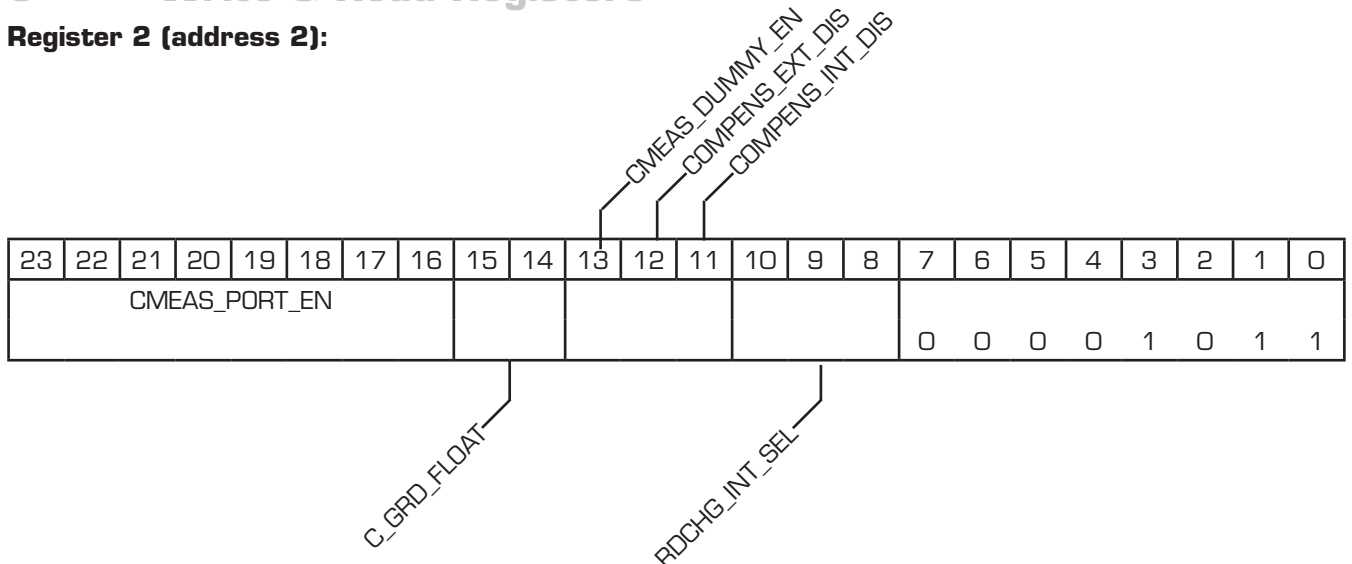 Register 2 (address 2):
CMEAS_DUMMY_EN
COMPENS_EXT_DIS
COMPENS_INT_DIS
23 22 21 20 19 18 17 16 15 14 13 12 11 10 9 8 7 6 5 4 3 2 1 0
CMEAS_PORT_EN
0 0 0 0 1 0 1 1
C_GRD_FLOAT
RDCHG_INT_SEL